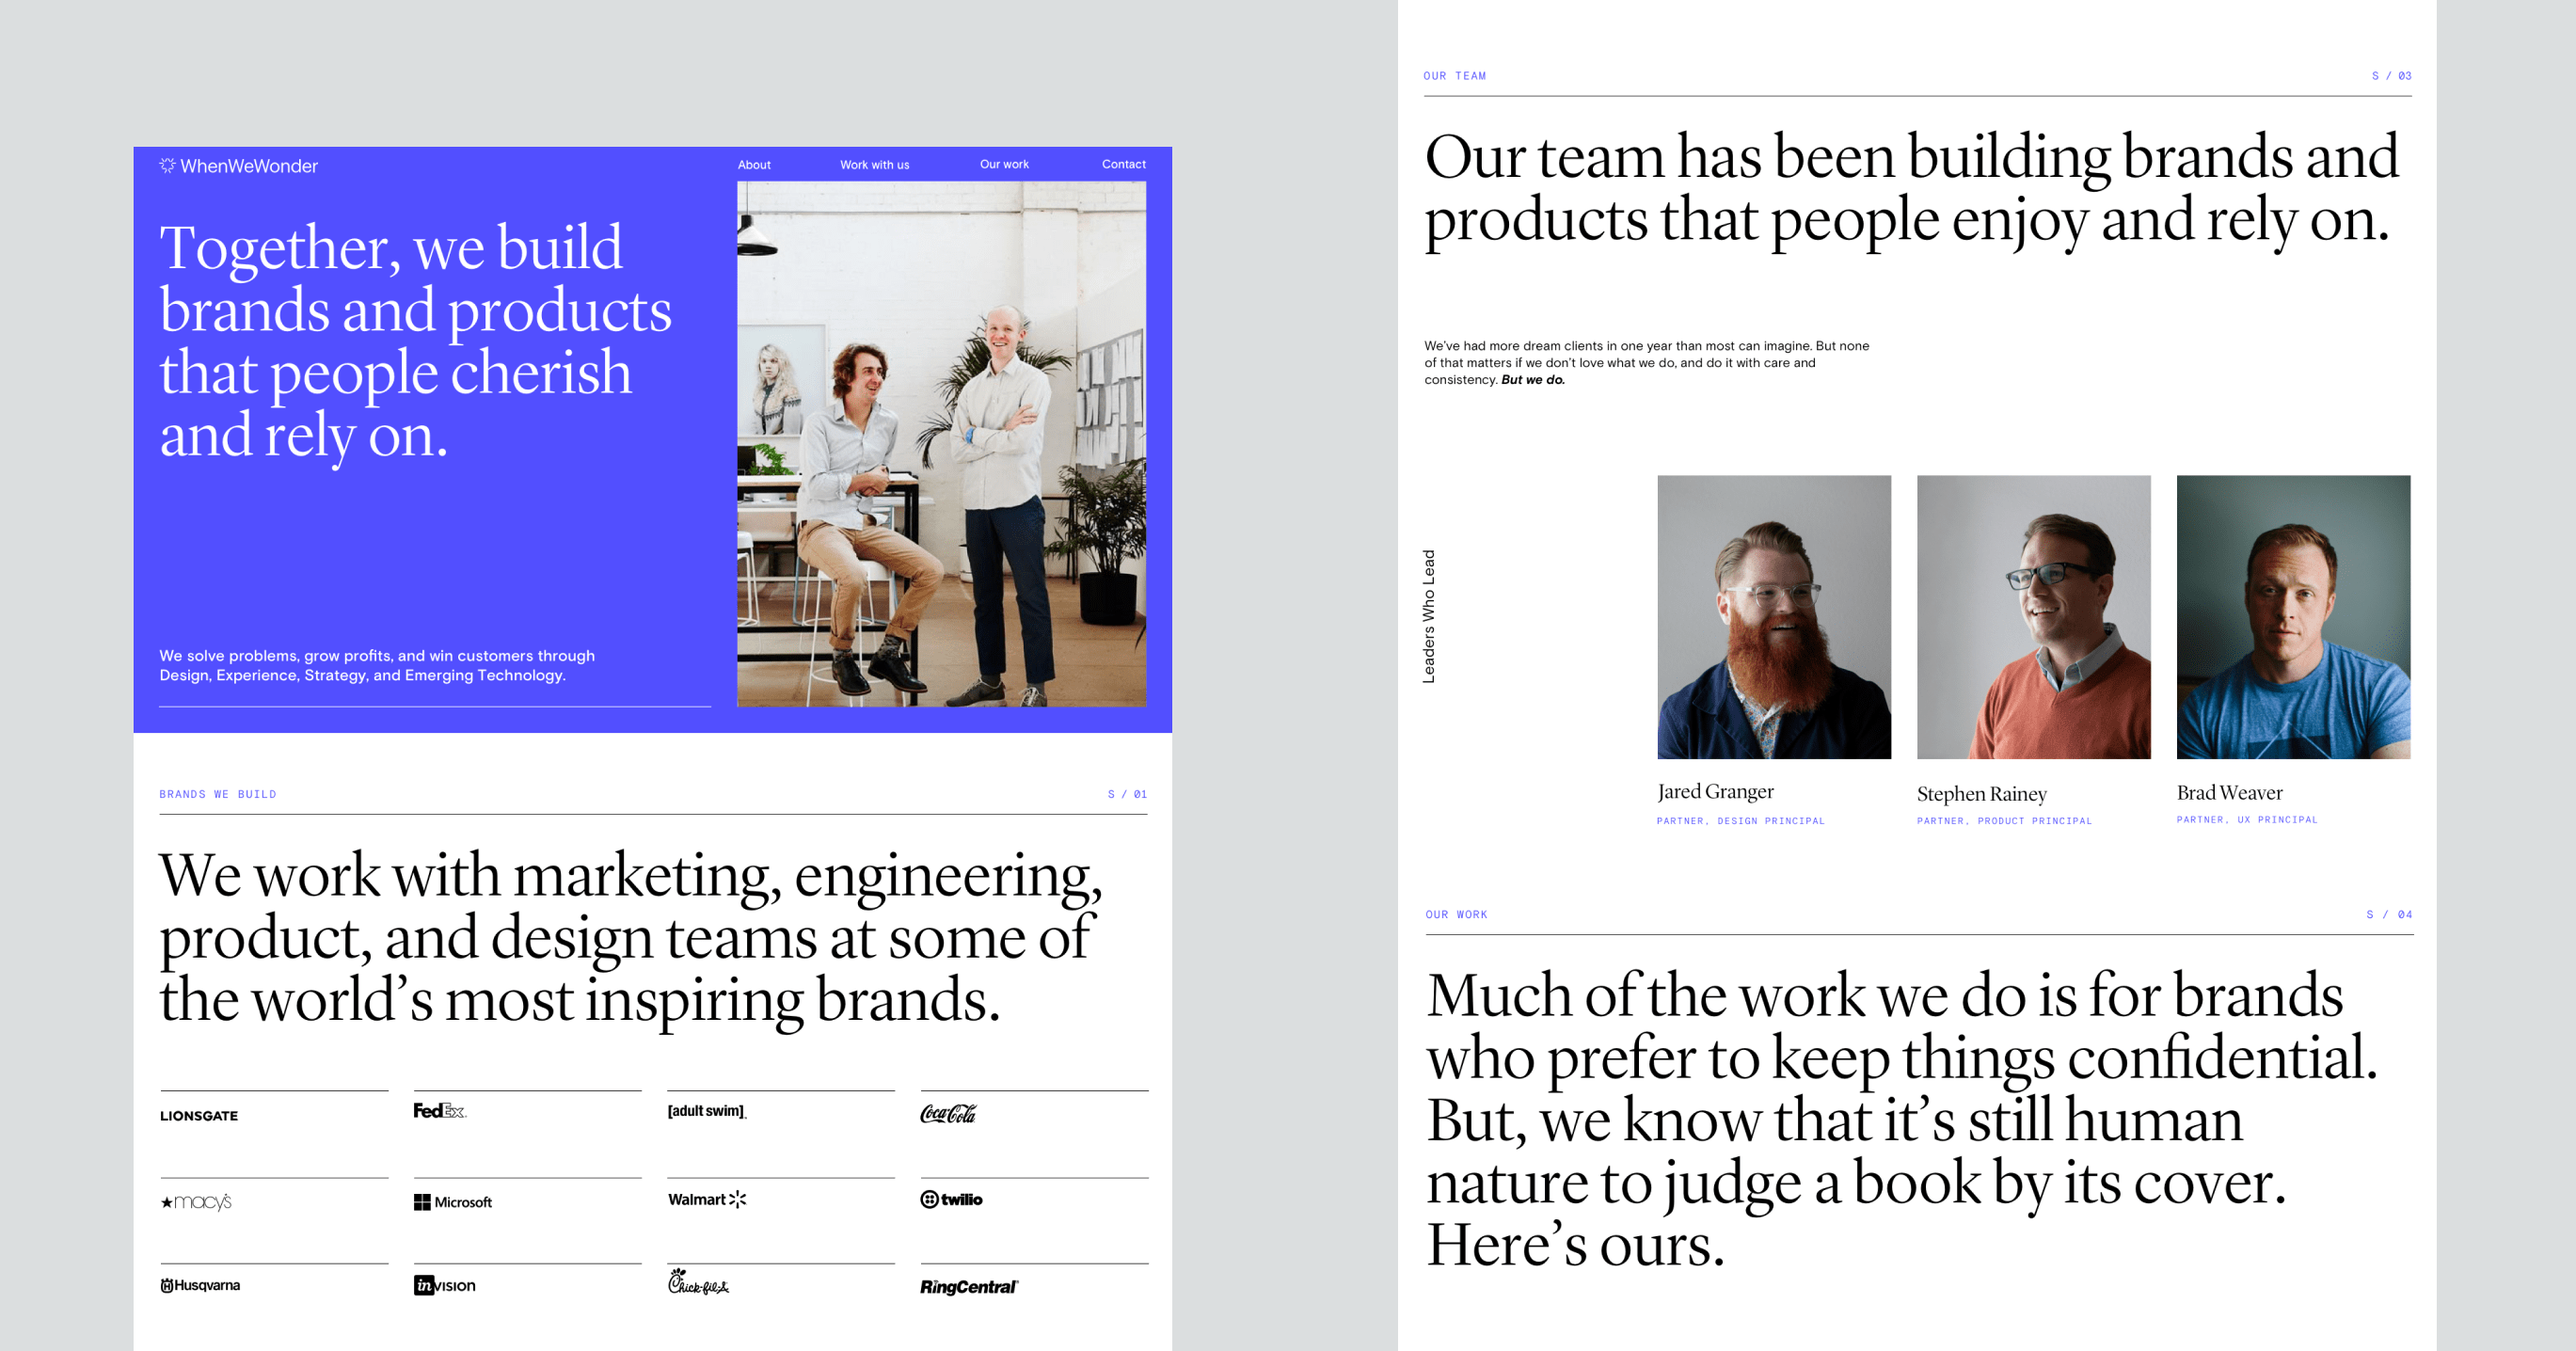 WhenWeWonder
About
Work with us
Our work
Contact
Together, we build
brands and products
that people cherish
and rely on.
We solve problems, grow profits, and win customers through
Design, Experience, Strategy, and Emerging Technology.
BRANDS WE BUILD
S / 01
We work with marketing, engineering,
product, and design teams at some of
the world’s most inspiring brands.
LIONSGATE
FedEx.
[adult swim]
Coca-Cola
macy's
Microsoft
Walmart
twilio
Husqvarna
inVISION
Chick-fil-A
RingCentral®
OUR TEAM
S / 03
Our team has been building brands and
products that people enjoy and rely on.
We’ve had more dream clients in one year than most can imagine. But none
of that matters if we don’t love what we do, and do it with care and
consistency. But we do.
Leaders Who Lead
Jared Granger
PARTNER, DESIGN PRINCIPAL
Stephen Rainey
PARTNER, PRODUCT PRINCIPAL
Brad Weaver
PARTNER, UX PRINCIPAL
OUR WORK
S / 04
Much of the work we do is for brands
who prefer to keep things confidential.
But, we know that it’s still human
nature to judge a book by its cover.
Here’s ours.